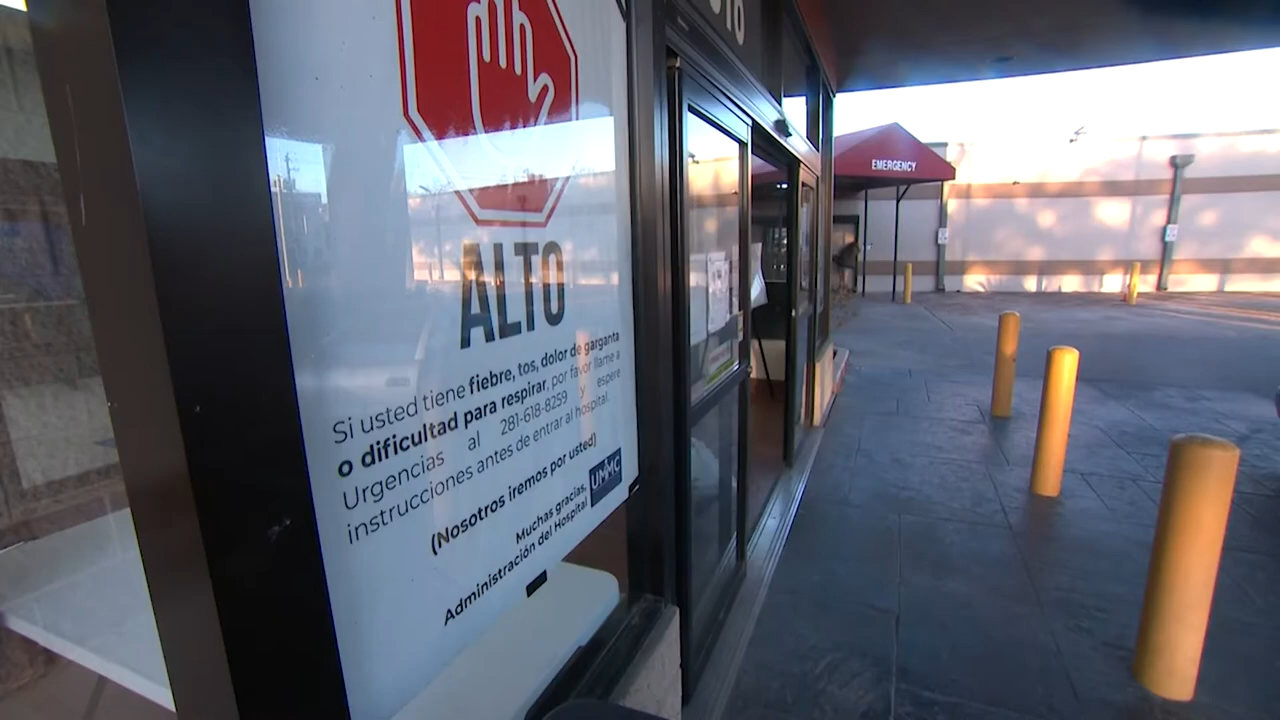 ALTO
Si usted tiene fiebre, tos, dolor de garganta
o dificultad para respirar, por favor llame a
Urgencias al 281-618-8259 y espere
instrucciones antes de entrar al hospital.
(Nosotros iremos por usted)
Muchas gracias,
Administración del Hospital
UMMC
EMERGENCY